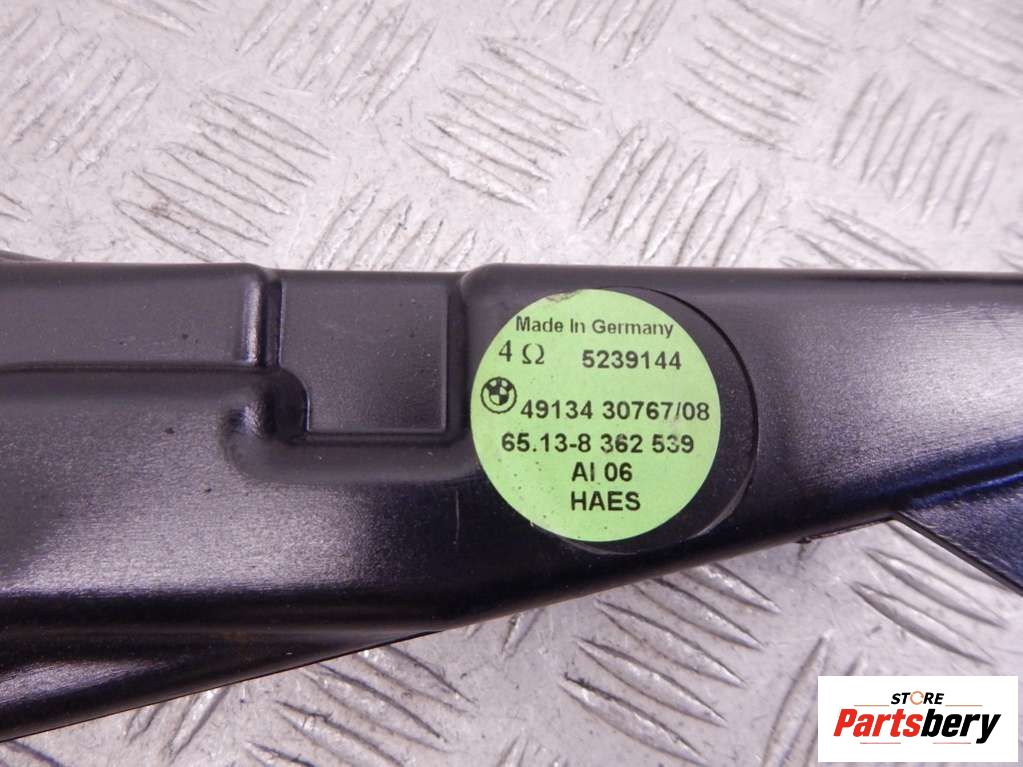 Made In Germany
4 Ω 5239144
49134 30767/08
65.13-8 362 539
AI 06
HAES
STORE
Partsbery